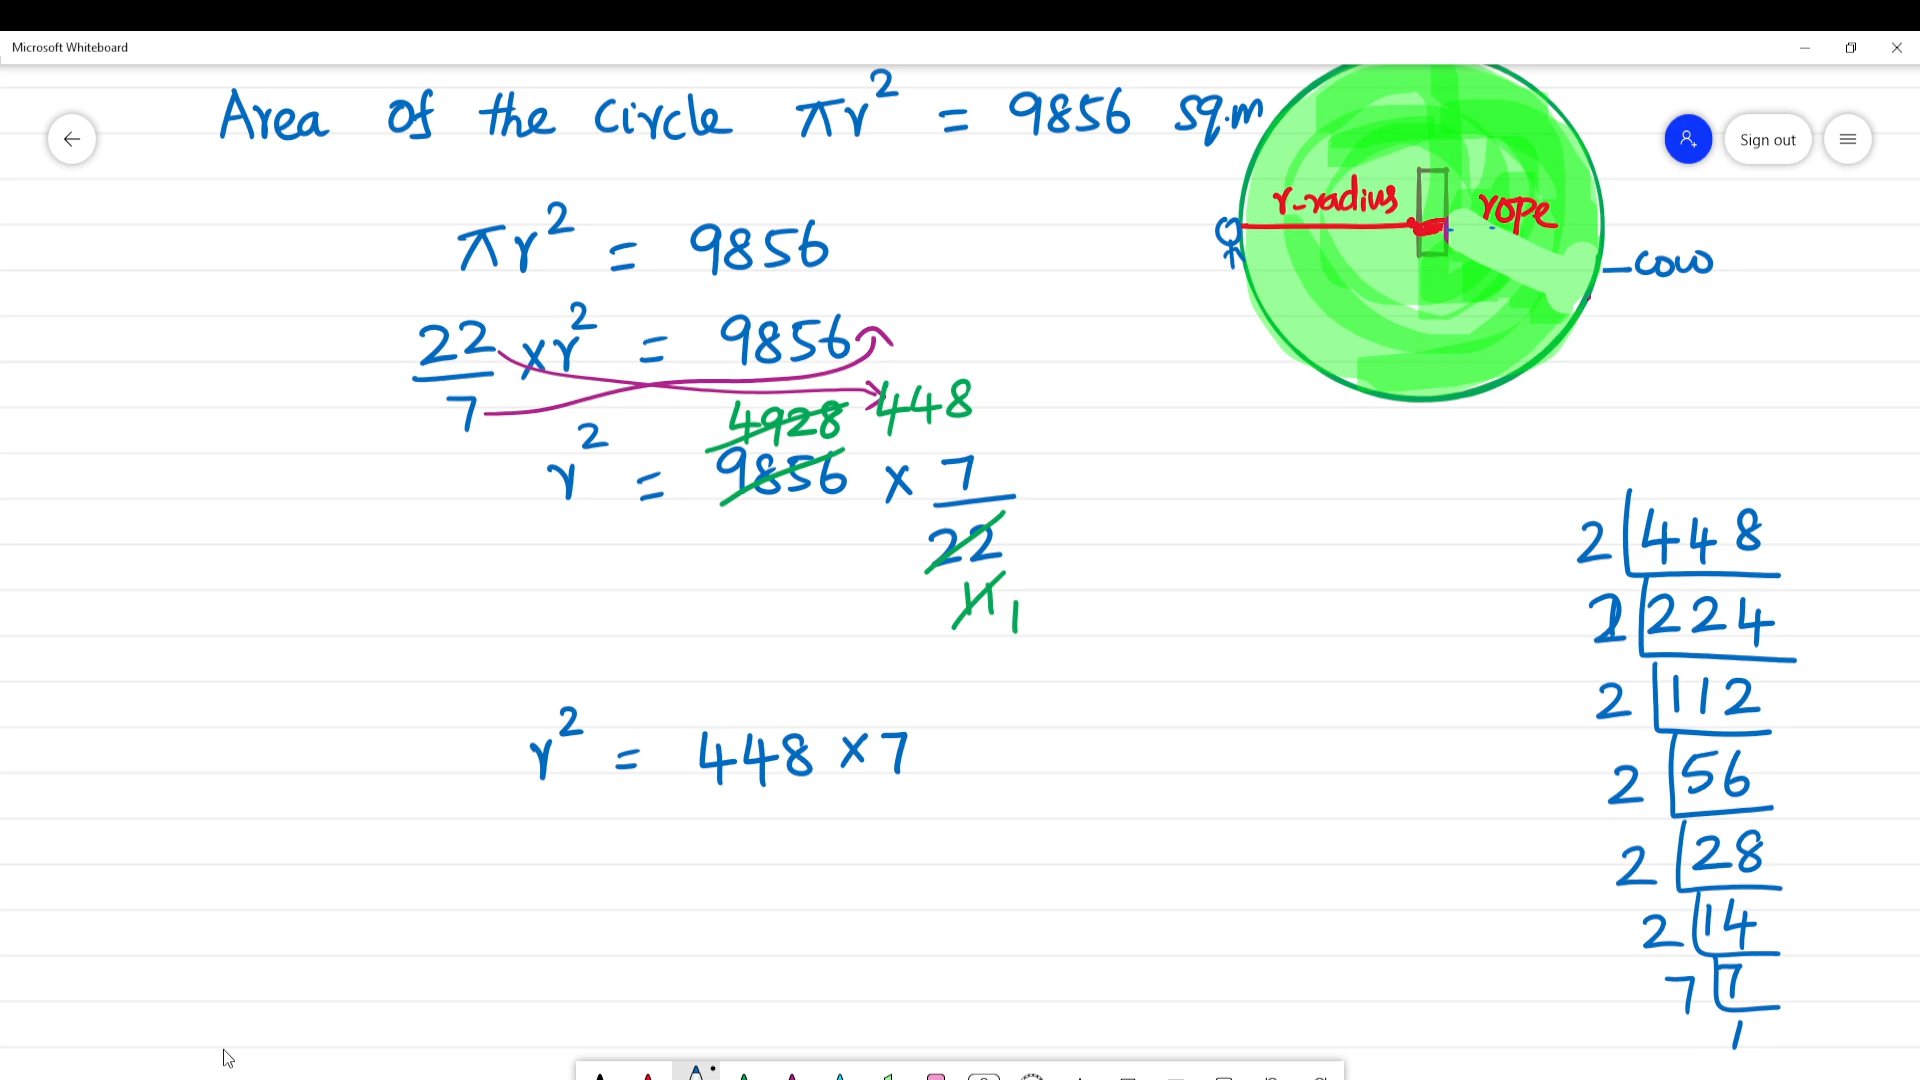 Microsoft Whiteboard
Area of the Circle πr² = 9856 sq.m
Sign out
r-radius
rope
cow
πr² = 9856
22/7 × r² = 9856
4928 448
r² = 9856 × 7/22
11 1
r² = 448 × 7
2 448
2 224
2 112
2 56
2 28
2 14
7 7
1